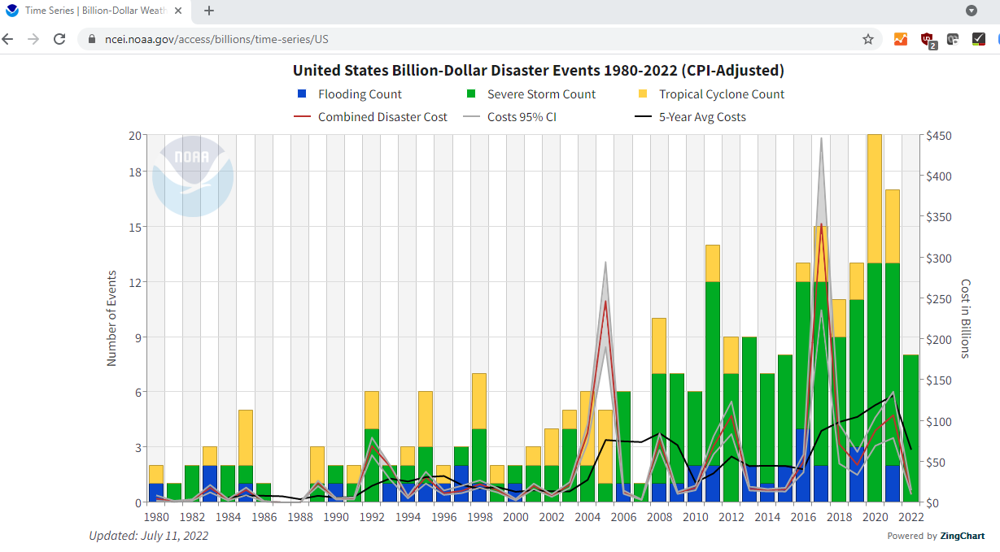 Time Series | Billion-Dollar Weath
ncei.noaa.gov/access/billions/time-series/US
2
United States Billion-Dollar Disaster Events 1980-2022 (CPI-Adjusted)
Flooding Count Severe Storm Count Tropical Cyclone Count
Combined Disaster Cost Costs 95% CI 5-Year Avg Costs
NOAA
20 $450
18 $400
$350
15 $300
12 $250
9 $200
6 $150
$100
3 $50
0 $0
Number of Events
Cost in Billions
1980 1982 1984 1986 1988 1990 1992 1994 1996 1998 2000 2002 2004 2006 2008 2010 2012 2014 2016 2018 2020 2022
Updated: July 11, 2022 Powered by ZingChart